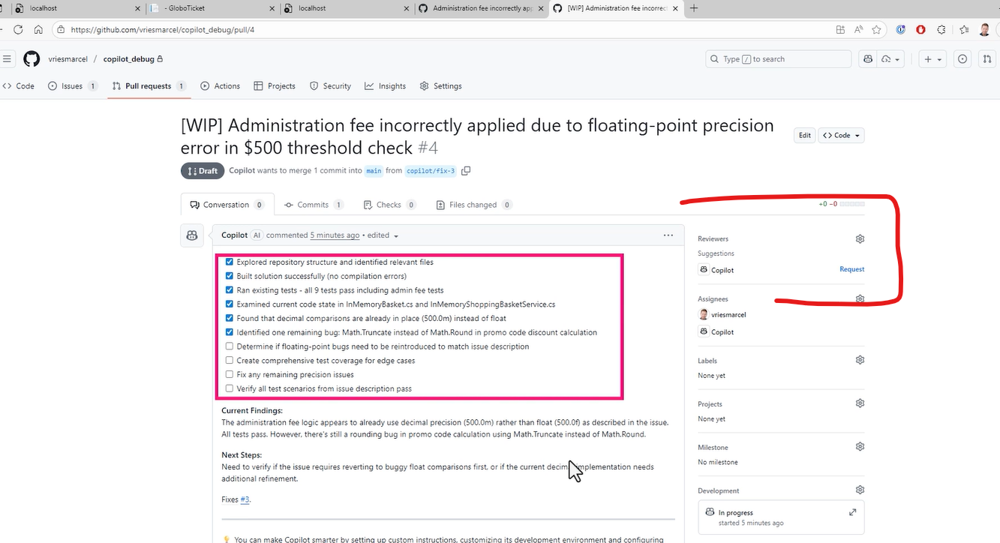 localhost
- GloboTicket
localhost
Administration fee incorrectly app
[WIP] Administration fee incorrec
https://github.com/vriesmarcel/copilot_debug/pull/4
vriesmarcel / copilot_debug
Type / to search
Code
Issues 1
Pull requests 1
Actions
Projects
Security
Insights
Settings
[WIP] Administration fee incorrectly applied due to floating-point precision
error in $500 threshold check #4
Edit
Code
Draft
Copilot wants to merge 1 commit into main from copilot/fix-3
Conversation 0
Commits 1
Checks 0
Files changed 0
+0 −0
Copilot AI commented 5 minutes ago • edited
Explored repository structure and identified relevant files
Built solution successfully (no compilation errors)
Ran existing tests - all 9 tests pass including admin fee tests
Examined current code state in InMemoryBasket.cs and InMemoryShoppingBasketService.cs
Found that decimal comparisons are already in place (500.0m) instead of float
Identified one remaining bug: Math.Truncate instead of Math.Round in promo code discount calculation
Determine if floating-point bugs need to be reintroduced to match issue description
Create comprehensive test coverage for edge cases
Fix any remaining precision issues
Verify all test scenarios from issue description pass
Current Findings:
The administration fee logic appears to already use decimal precision (500.0m) rather than float (500.0f) as described in the issue.
All tests pass. However, there's still a rounding bug in promo code calculation using Math.Truncate instead of Math.Round.
Next Steps:
Need to verify if the issue requires reverting to buggy float comparisons first, or if the current decim mplementation needs
additional refinement.
Fixes #3.
You can make Copilot smarter by setting up custom instructions, customizing its development environment and configuring
Reviewers
Suggestions
Copilot
Request
Assignees
vriesmarcel
Copilot
Labels
None yet
Projects
None yet
Milestone
No milestone
Development
In progress
started 5 minutes ago